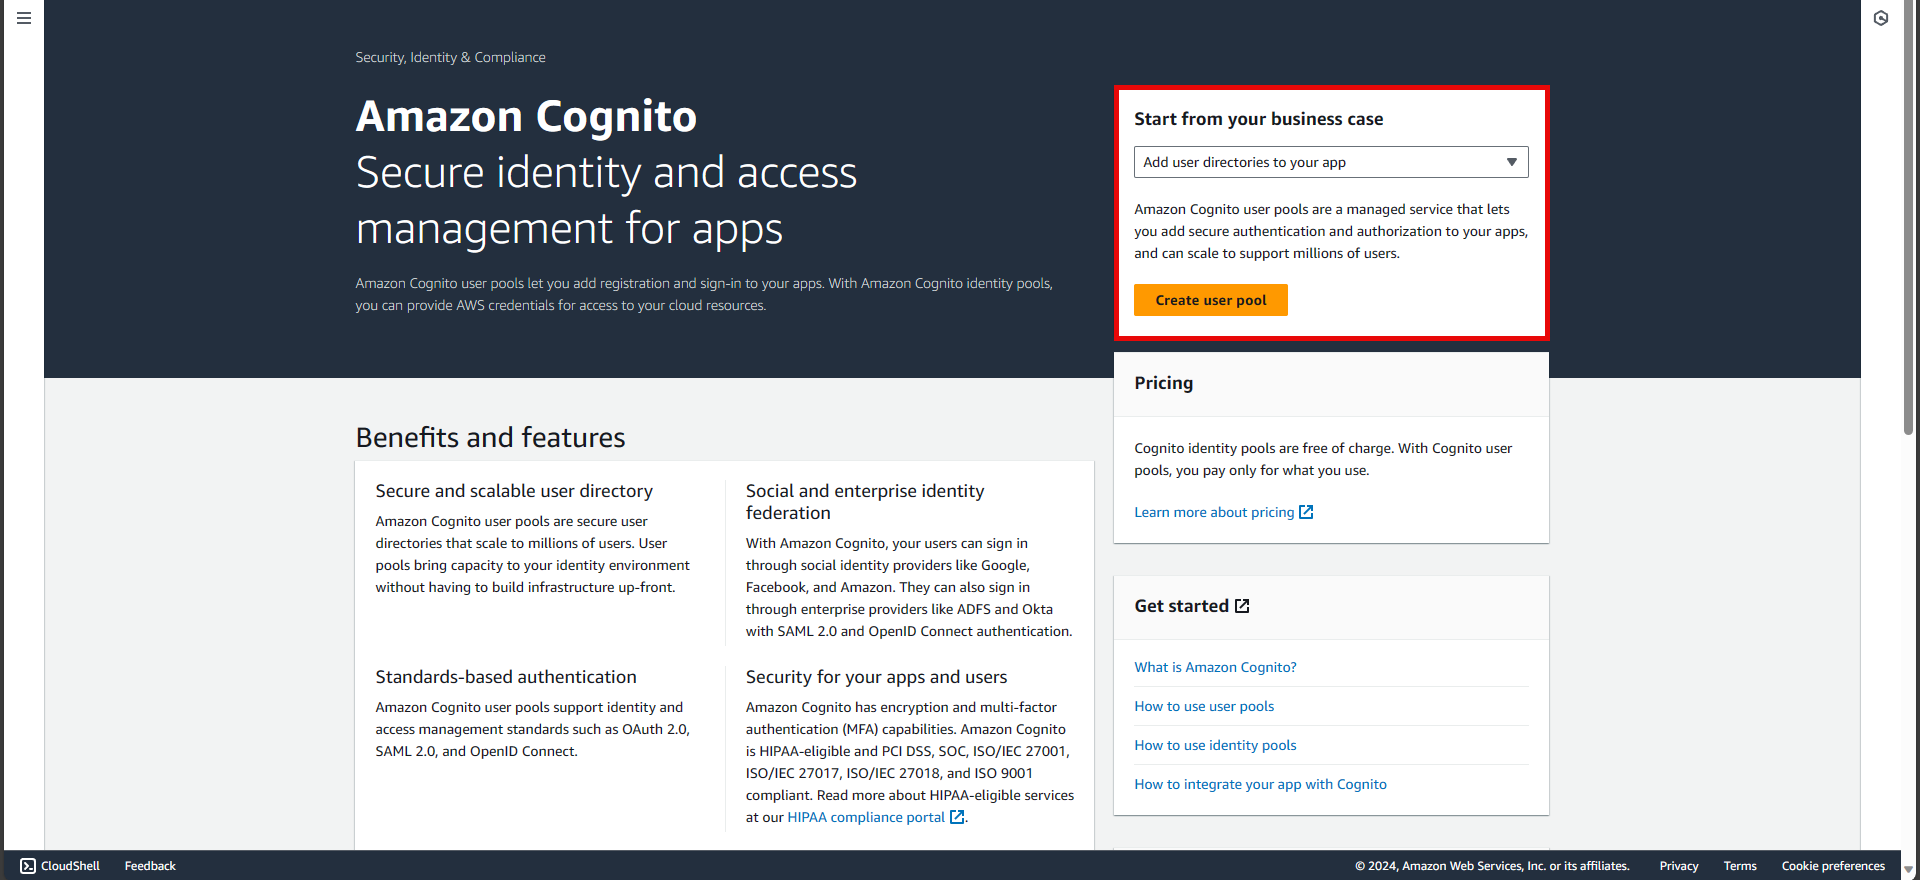 Security, Identity & Compliance
Amazon Cognito
Secure identity and access
management for apps
Amazon Cognito user pools let you add registration and sign-in to your apps. With Amazon Cognito identity pools,
you can provide AWS credentials for access to your cloud resources.
Start from your business case
Add user directories to your app
Amazon Cognito user pools are a managed service that lets
you add secure authentication and authorization to your apps,
and can scale to support millions of users.
Create user pool
Pricing
Cognito identity pools are free of charge. With Cognito user
pools, you pay only for what you use.
Learn more about pricing
Get started
What is Amazon Cognito?
How to use user pools
How to use identity pools
How to integrate your app with Cognito
Benefits and features
Secure and scalable user directory
Amazon Cognito user pools are secure user
directories that scale to millions of users. User
pools bring capacity to your identity environment
without having to build infrastructure up-front.
Social and enterprise identity
federation
With Amazon Cognito, your users can sign in
through social identity providers like Google,
Facebook, and Amazon. They can also sign in
through enterprise providers like ADFS and Okta
with SAML 2.0 and OpenID Connect authentication.
Standards-based authentication
Amazon Cognito user pools support identity and
access management standards such as OAuth 2.0,
SAML 2.0, and OpenID Connect.
Security for your apps and users
Amazon Cognito has encryption and multi-factor
authentication (MFA) capabilities. Amazon Cognito
is HIPAA-eligible and PCI DSS, SOC, ISO/IEC 27001,
ISO/IEC 27017, ISO/IEC 27018, and ISO 9001
compliant. Read more about HIPAA-eligible services
at our HIPAA compliance portal.
CloudShell
Feedback
© 2024, Amazon Web Services, Inc. or its affiliates.
Privacy
Terms
Cookie preferences